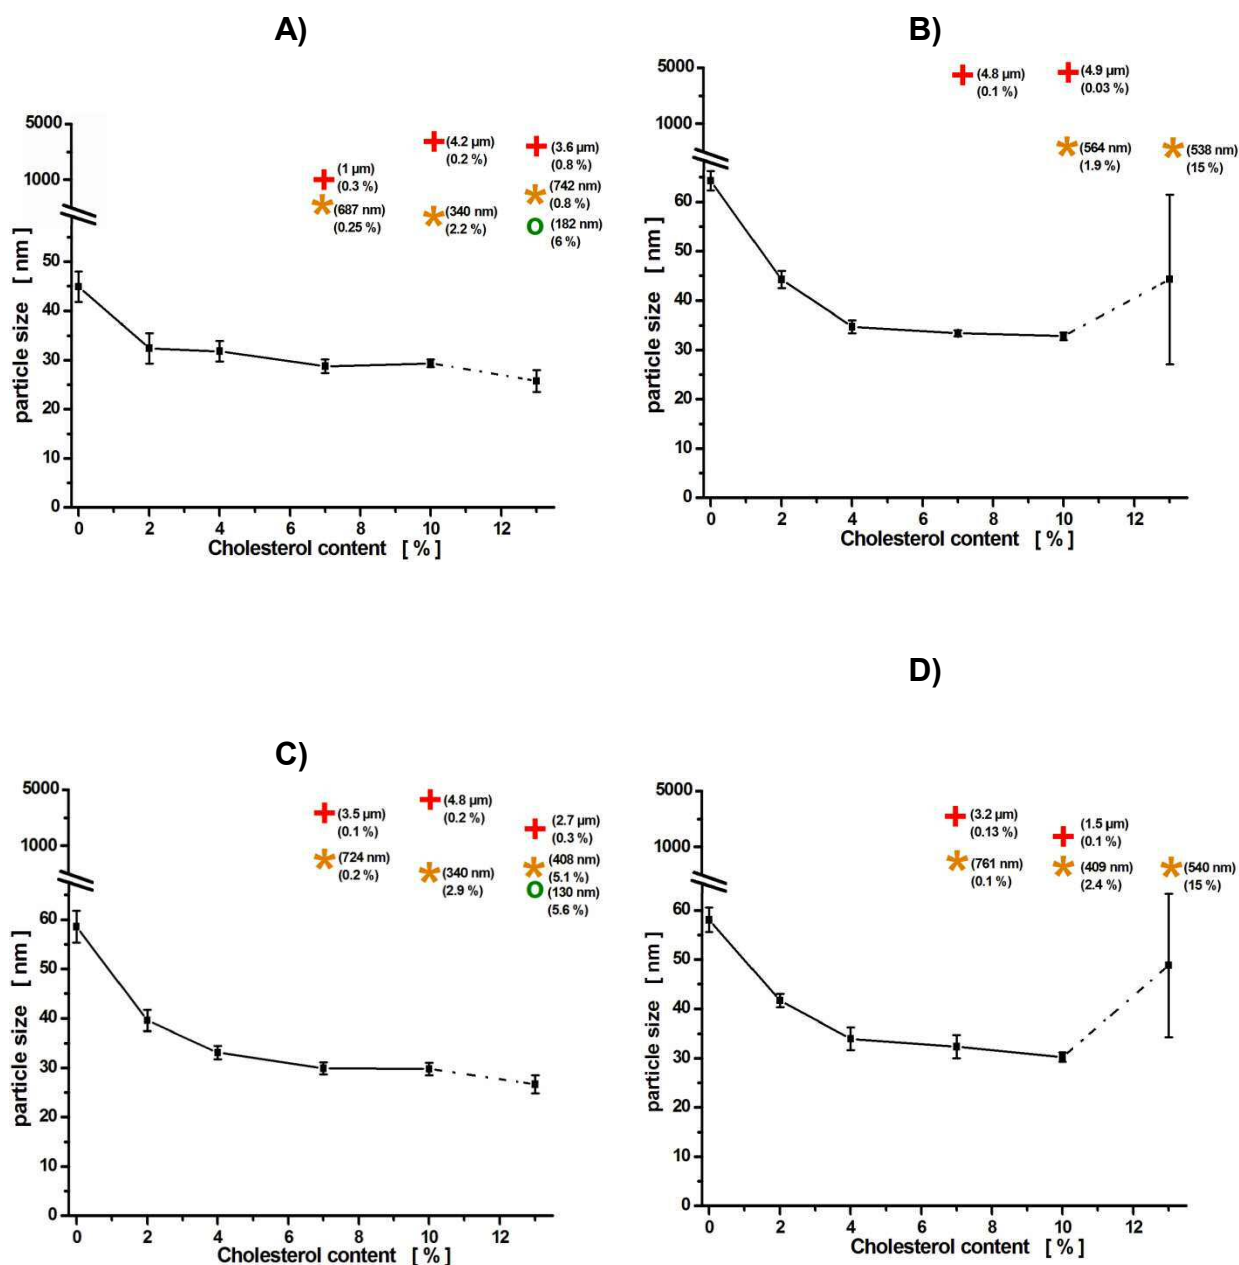 A)
5000
1000
50
40
30
20
10
0
particle size [ nm]
0 2 4 6 8 10 12
Cholesterol content [ % ]
(1 µm)
(0.3 %)
(687 nm)
(0.25 %)
(4.2 µm)
(0.2 %)
(340 nm)
(2.2 %)
(3.6 µm)
(0.8 %)
(742 nm)
(0.8 %)
(182 nm)
(6 %)
B)
5000
1000
60
50
40
30
20
10
0
particle size [ nm]
0 2 4 6 8 10 12
Cholesterol content [ % ]
(4.8 µm)
(0.1 %)
(4.9 µm)
(0.03 %)
(564 nm)
(1.9 %)
(538 nm)
(15 %)
C)
5000
1000
60
50
40
30
20
10
0
particle size [ nm]
0 2 4 6 8 10 12
Cholesterol content [ % ]
(3.5 µm)
(0.1 %)
(724 nm)
(0.2 %)
(4.8 µm)
(0.2 %)
(340 nm)
(2.9 %)
(2.7 µm)
(0.3 %)
(408 nm)
(5.1 %)
(130 nm)
(5.6 %)
D)
5000
1000
60
50
40
30
20
10
0
particle size [ nm]
0 2 4 6 8 10 12
Cholesterol content [ % ]
(3.2 µm)
(0.13 %)
(761 nm)
(0.1 %)
(1.5 µm)
(0.1 %)
(409 nm)
(2.4 %)
(540 nm)
(15 %)